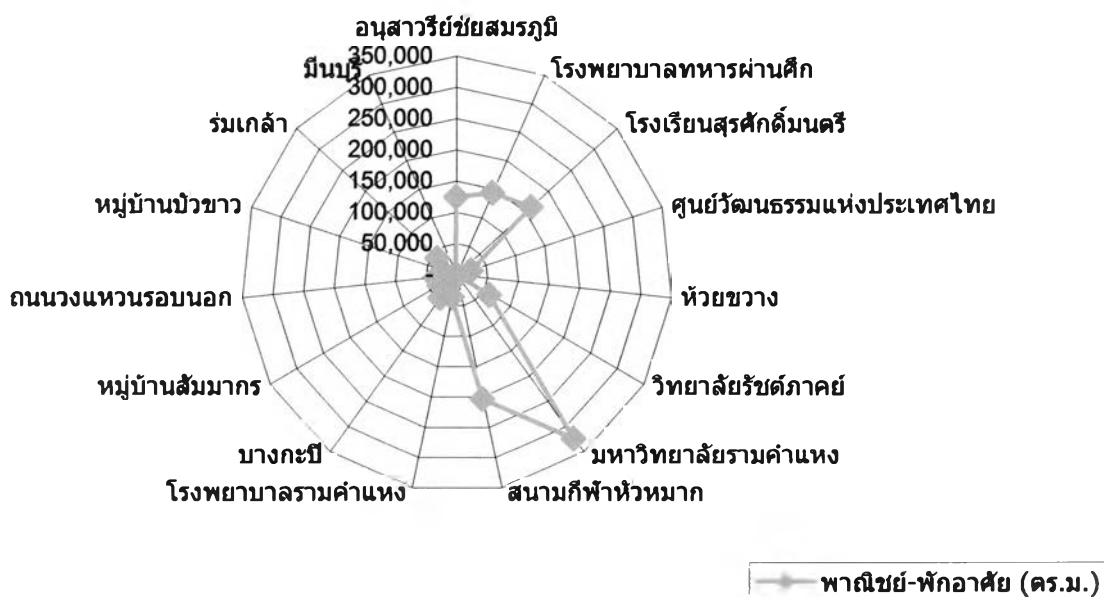 อนุสาวรีย์ชัยสมรภูมิ
350,000
มีนบุรี
โรงพยาบาลทหารผ่านศึก
300,000
ร่มเกล้า
250,000
โรงเรียนสุรศักดิ์มนตรี
200,000
150,000
หมู่บ้านบัวขาว
100,000
ศูนย์วัฒนธรรมแห่งประเทศไทย
50,000
-
ถนนวงแหวนรอบนอก
ห้วยขวาง
หมู่บ้านสัมมากร
วิทยาลัยรัชต์ภาคย์
บางกะปิ
มหาวิทยาลัยรามคำแหง
โรงพยาบาลรามคำแหง
สนามกีฬาหัวหมาก
พาณิชย์-พักอาศัย (ตร.ม.)